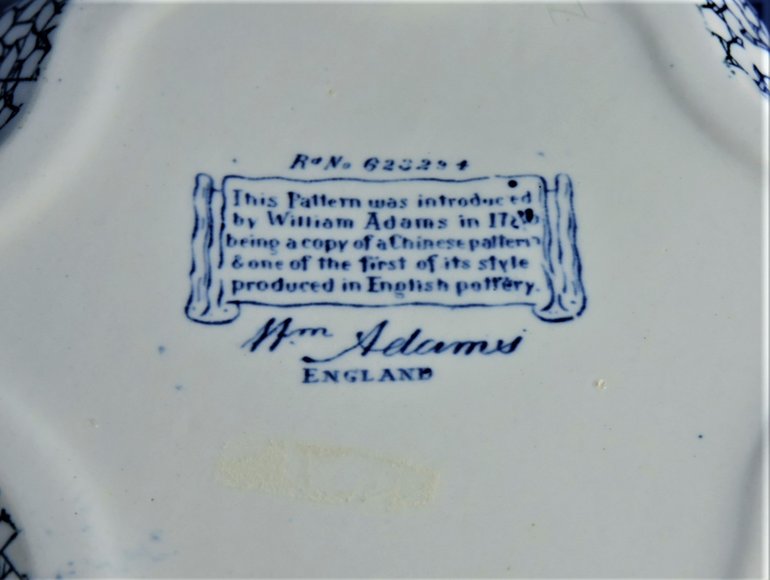 Rd No 623294
This Pattern was introduced
by William Adams in
being a copy of a Chinese pattern
& one of the first of its style
produced in English pottery.
Wm Adams
ENGLAND